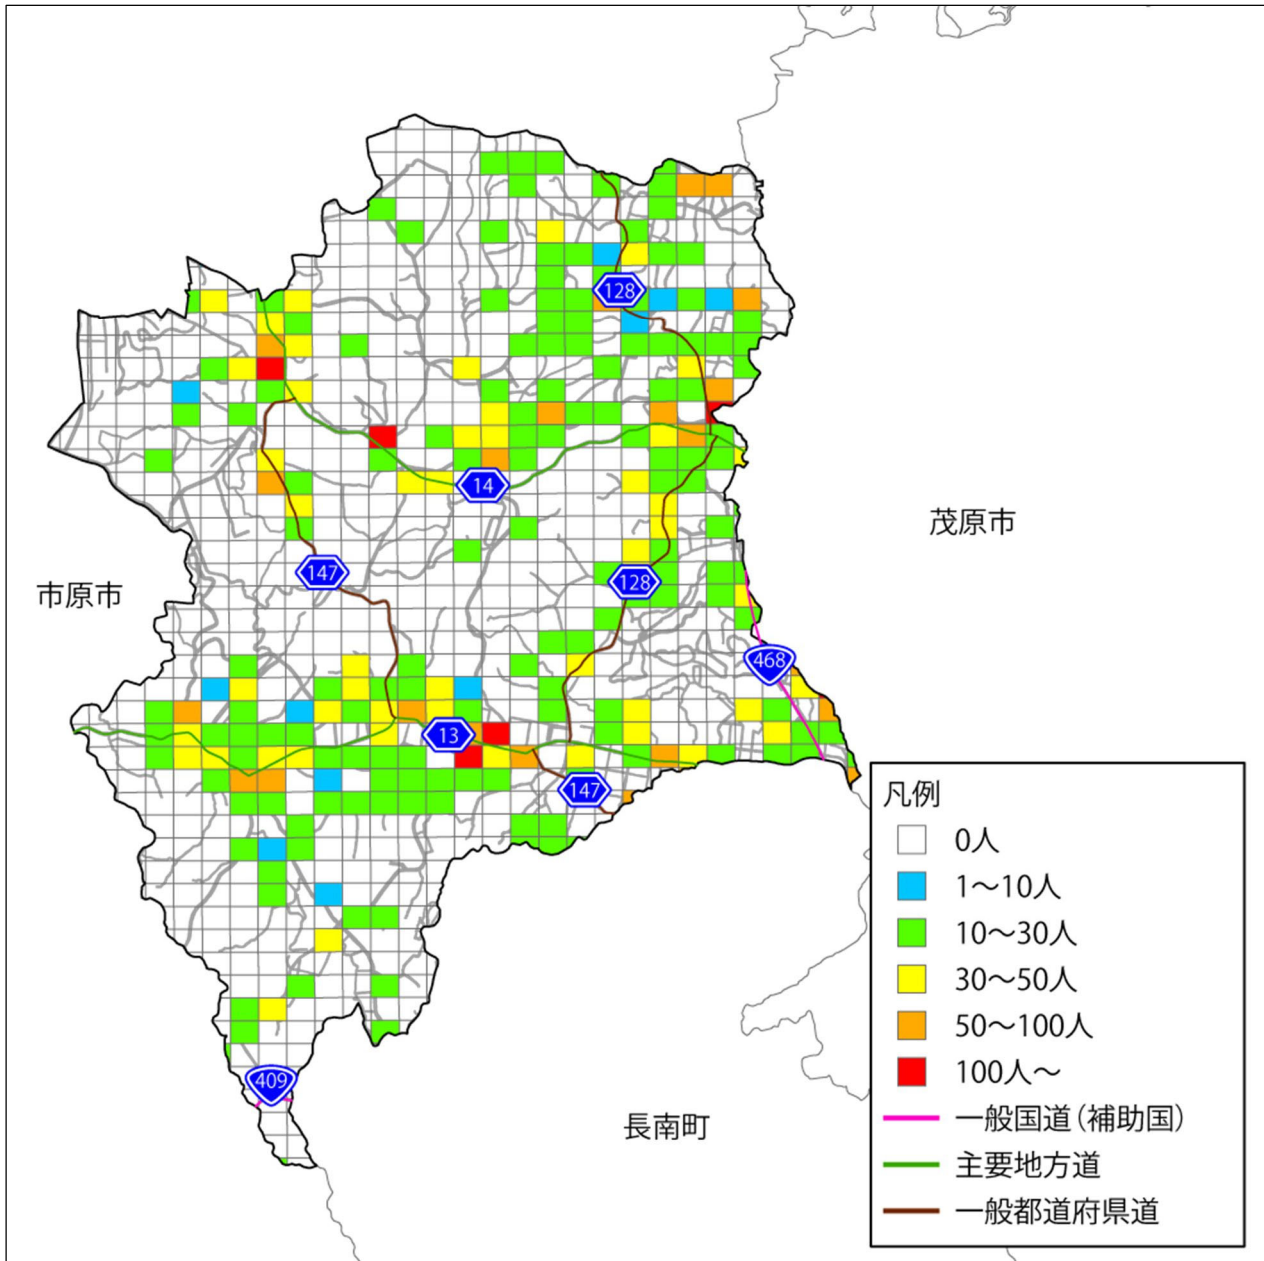 128
14
茂原市
147
128
市原市
468
13
147
409
長南町
凡例
0人
1～10人
10～30人
30～50人
50～100人
100人～
一般国道（補助国）
主要地方道
一般都道府県道